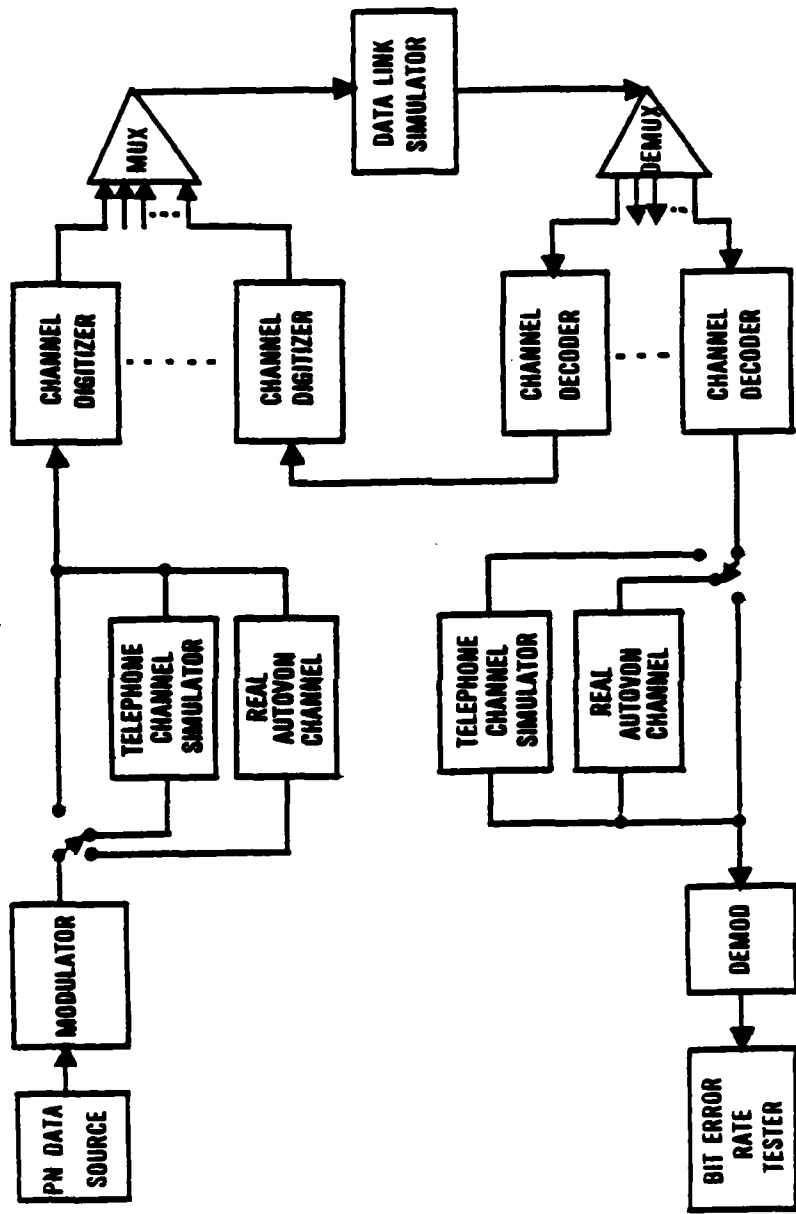 PN DATA
SOURCE
MODULATOR
TELEPHONE
CHANNEL
SIMULATOR
REAL
AUTOVON
CHANNEL
CHANNEL
DIGITIZER
CHANNEL
DIGITIZER
MUX
DATA LINK
SIMULATOR
DEMUX
CHANNEL
DECODER
CHANNEL
DECODER
TELEPHONE
CHANNEL
SIMULATOR
REAL
AUTOVON
CHANNEL
DEMOD
BIT ERROR
RATE
TESTER